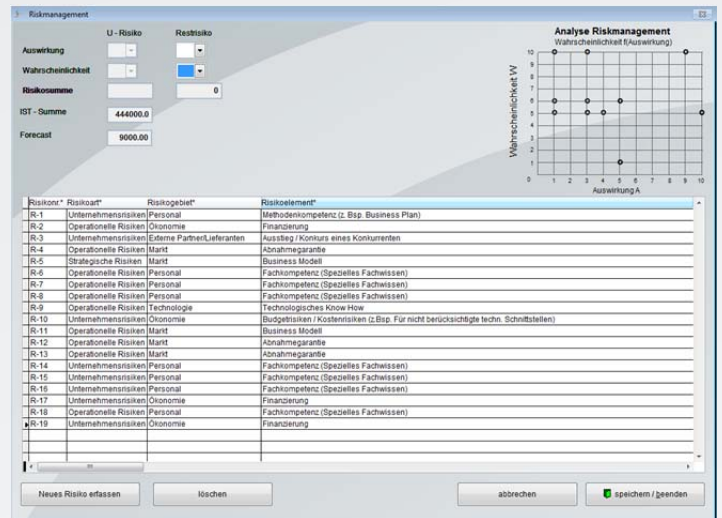 Riskmanagement
U - Risiko Restrisiko
Auswirkung
Wahrscheinlichkeit
Risikosumme 0
IST - Summe 444000.0
Forecast 9000.00
Analyse Riskmanagement
Wahrscheinlichkeit f(Auswirkung)
Wahrscheinlichkeit W
10
9
8
7
6
5
4
3
2
1
0 1 2 3 4 5 6 7 8 9 10
Auswirkung A
Risikonr.* Risikoart* Risikogebiet* Risikoelement*
R-1 Unternehmensrisiken Personal Methodenkompetenz (z. Bsp. Business Plan)
R-2 Operationelle Risiken Ökonomie Finanzierung
R-3 Unternehmensrisiken Externe Partner/Lieferanten Ausstieg / Konkurs eines Konkurrenten
R-4 Operationelle Risiken Markt Abnahmegarantie
R-5 Strategische Risiken Markt Business Modell
R-6 Operationelle Risiken Personal Fachkompetenz (Spezielles Fachwissen)
R-7 Operationelle Risiken Personal Fachkompetenz (Spezielles Fachwissen)
R-8 Operationelle Risiken Personal Fachkompetenz (Spezielles Fachwissen)
R-9 Operationelle Risiken Technologie Technologisches Know How
R-10 Unternehmensrisiken Ökonomie Budgetrisiken / Kostenrisiken (z.Bsp. Für nicht berücksichtigte techn. Schnittstellen)
R-11 Operationelle Risiken Markt Business Modell
R-12 Operationelle Risiken Markt Abnahmegarantie
R-13 Operationelle Risiken Markt Abnahmegarantie
R-14 Unternehmensrisiken Personal Fachkompetenz (Spezielles Fachwissen)
R-15 Unternehmensrisiken Personal Fachkompetenz (Spezielles Fachwissen)
R-16 Unternehmensrisiken Personal Fachkompetenz (Spezielles Fachwissen)
R-17 Unternehmensrisiken Ökonomie Finanzierung
R-18 Operationelle Risiken Personal Fachkompetenz (Spezielles Fachwissen)
R-19 Unternehmensrisiken Ökonomie Finanzierung
Neues Risiko erfassen löschen abbrechen speichern / beenden